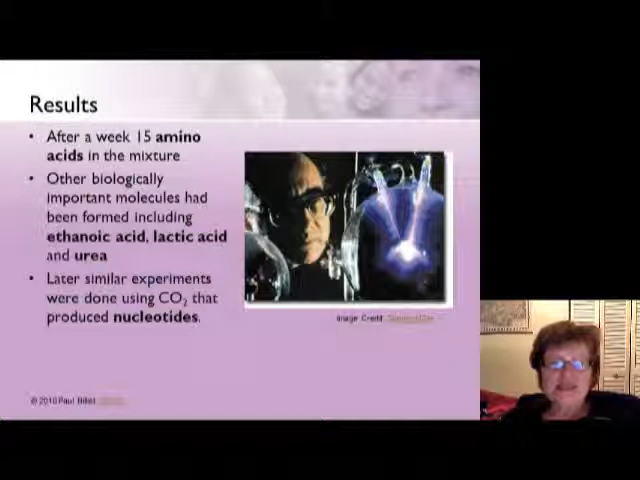 Results
• After a week 15 amino
acids in the mixture
• Other biologically
important molecules had
been formed including
ethanoic acid, lactic acid
and urea
• Later similar experiments
were done using CO₂ that
produced nucleotides.
Image Credit
© 2010 Paul Billiet